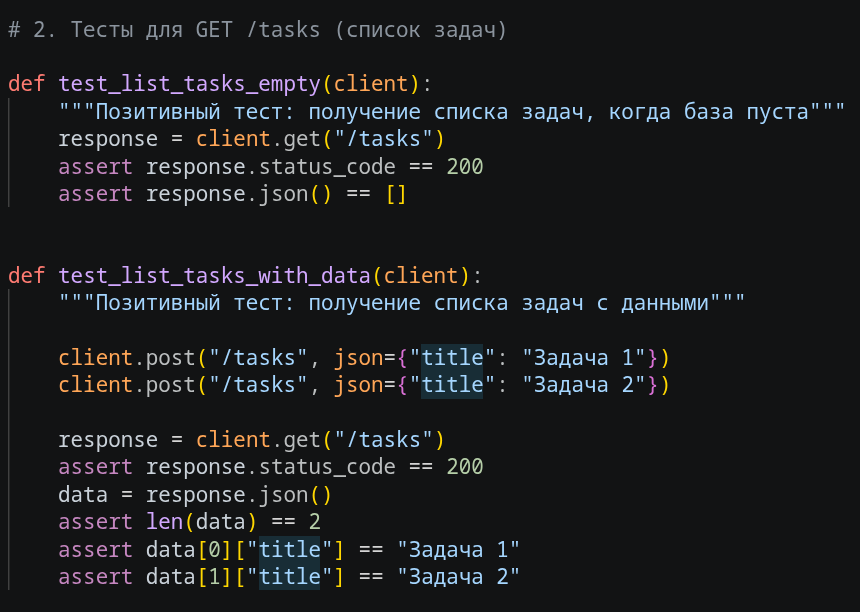 # 2. Тесты для GET /tasks (список задач)
def test_list_tasks_empty(client):
    """Позитивный тест: получение списка задач, когда база пуста"""
    response = client.get("/tasks")
    assert response.status_code == 200
    assert response.json() == []
def test_list_tasks_with_data(client):
    """Позитивный тест: получение списка задач с данными"""
    client.post("/tasks", json={"title": "Задача 1"})
    client.post("/tasks", json={"title": "Задача 2"})
    response = client.get("/tasks")
    assert response.status_code == 200
    data = response.json()
    assert len(data) == 2
    assert data[0]["title"] == "Задача 1"
    assert data[1]["title"] == "Задача 2"